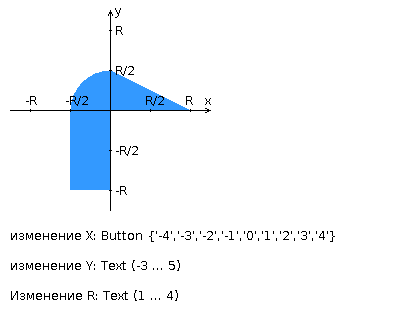 y
R
R/2
-R -R/2 R/2 R x
-R/2
-R
изменение X: Button {'-4','-3','-2','-1','0','1','2','3','4'}
изменение Y: Text (-3 ... 5)
Изменение R: Text (1 ... 4)